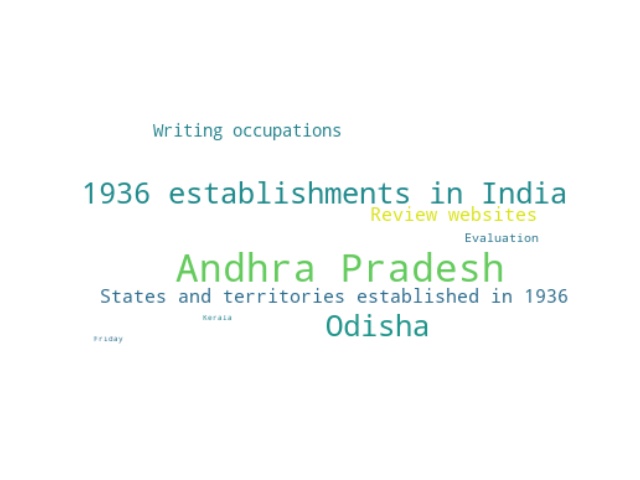 Writing occupations
1936 establishments in India
Review websites
Evaluation
Andhra Pradesh
States and territories established in 1936
Kerala
Odisha
Friday